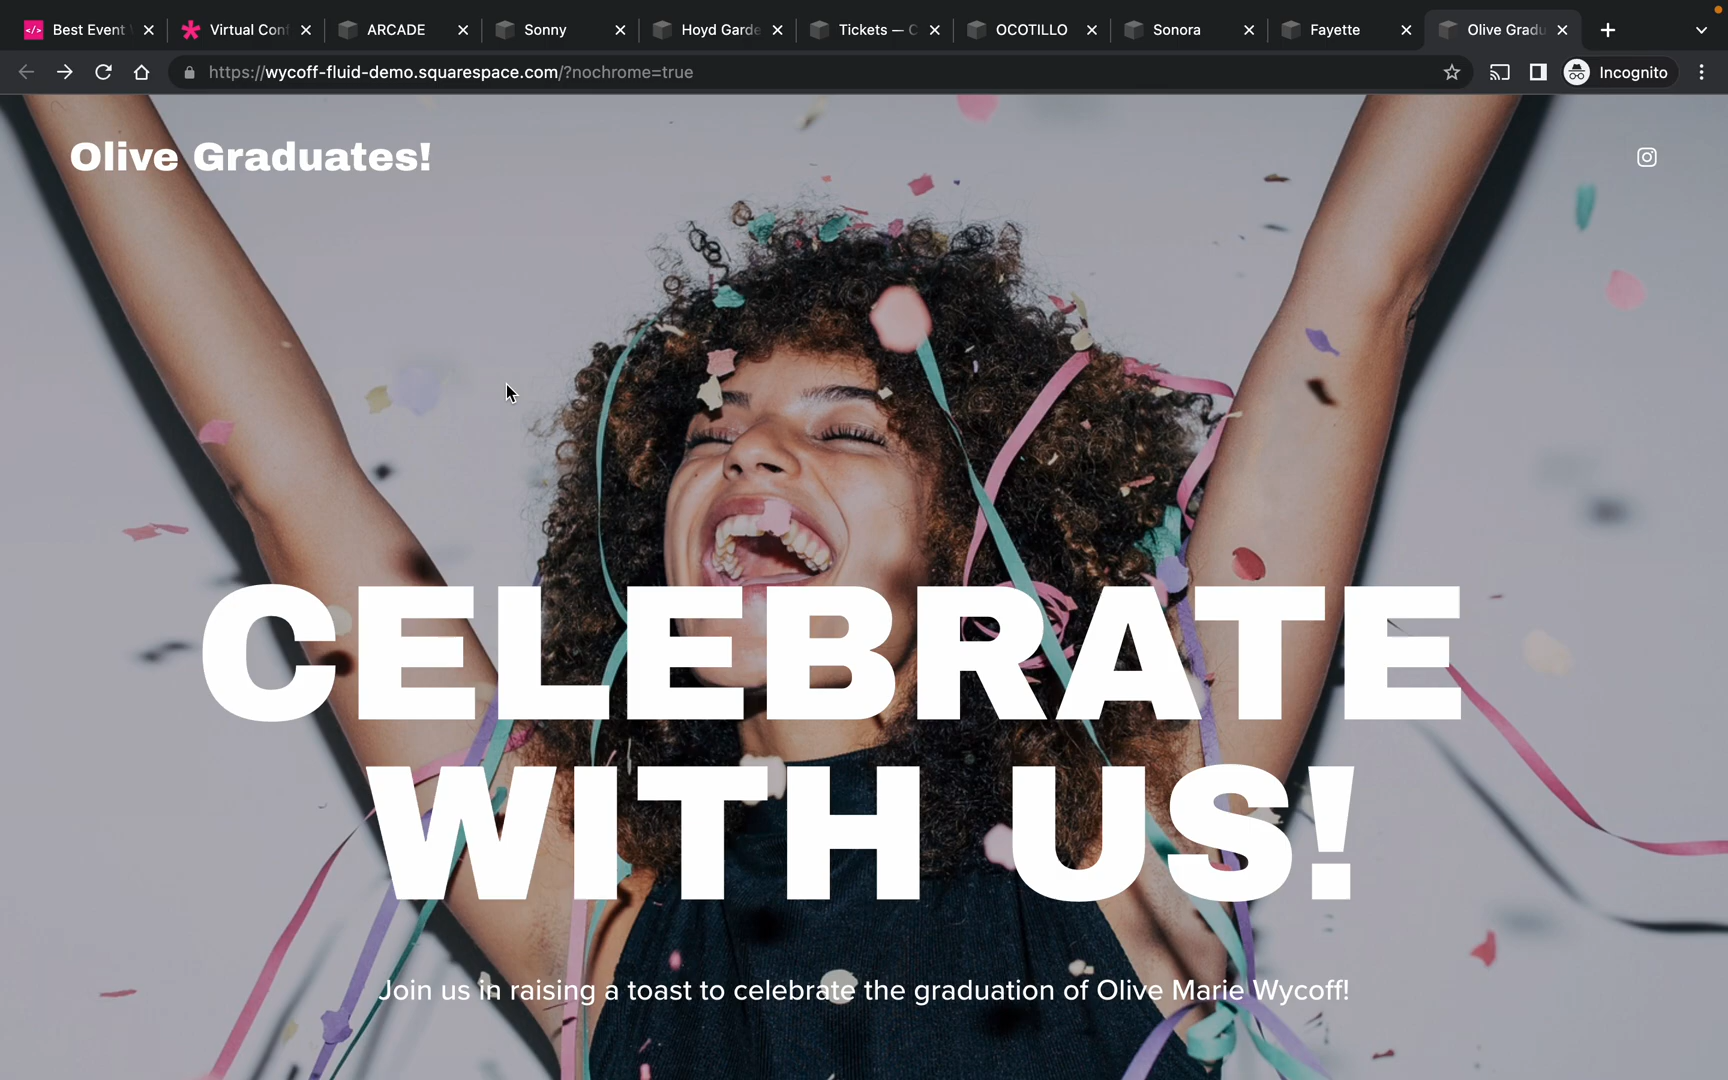 Best Event
Virtual Conf
ARCADE
Sonny
Hoyd Garde
Tickets — C
OCOTILLO
Sonora
Fayette
Olive Gradu
https://wycoff-fluid-demo.squarespace.com/?nochrome=true
Incognito
Olive Graduates!
CELEBRATE
WITH US!
Join us in raising a toast to celebrate the graduation of Olive Marie Wycoff!